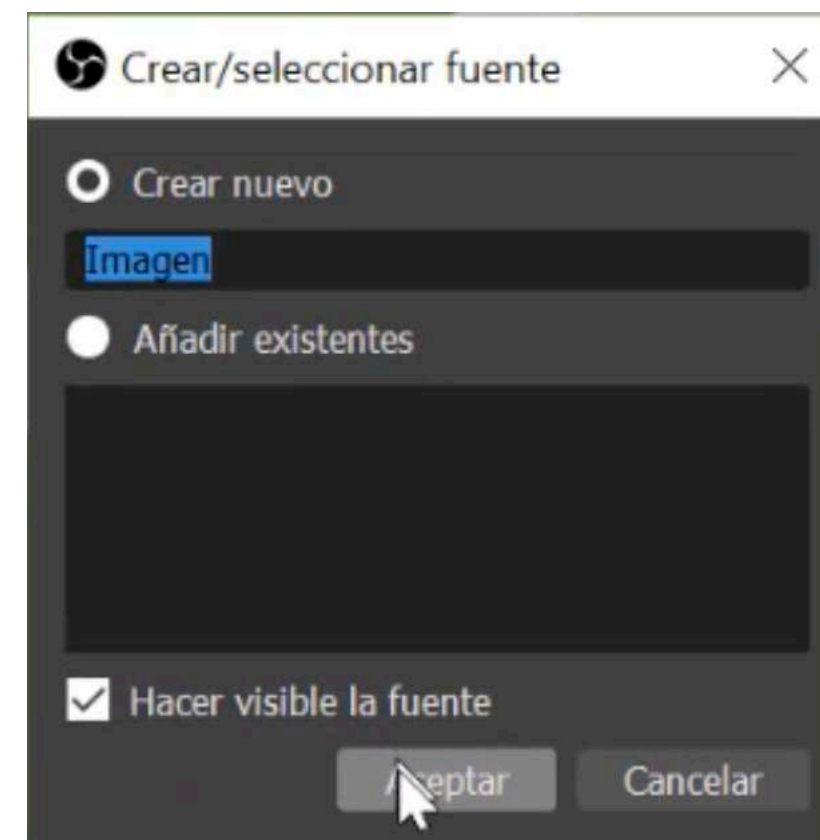 Crear/seleccionar fuente
Crear nuevo
Imagen
Añadir existentes
Hacer visible la fuente
Aceptar Cancelar